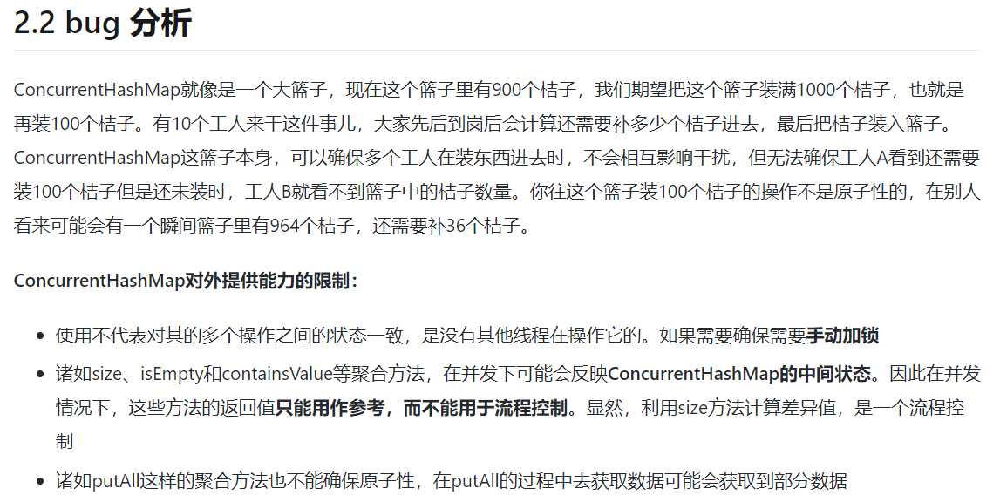 2.2 bug 分析
ConcurrentHashMap就像是一个大篮子，现在这个篮子里有900个桔子，我们期望把这个篮子装满1000个桔子，也就是
再装100个桔子。有10个工人来干这件事儿，大家先后到岗后会计算还需要补多少个桔子进去，最后把桔子装入篮子。
ConcurrentHashMap这篮子本身，可以确保多个工人在装东西进去时，不会相互影响干扰，但无法确保工人A看到还需要
装100个桔子但是还未装时，工人B就看不到篮子中的桔子数量。你往这个篮子装100个桔子的操作不是原子性的，在别人
看来可能会有一个瞬间篮子里有964个桔子，还需要补36个桔子。
ConcurrentHashMap对外提供能力的限制：
• 使用不代表对其的多个操作之间的状态一致，是没有其他线程在操作它的。如果需要确保需要手动加锁
• 诸如size、isEmpty和containsValue等聚合方法，在并发下可能会反映ConcurrentHashMap的中间状态。因此在并发
情况下，这些方法的返回值只能用作参考，而不能用于流程控制。显然，利用size方法计算差异值，是一个流程控
制
• 诸如putAll这样的聚合方法也不能确保原子性，在putAll的过程中去获取数据可能会获取到部分数据